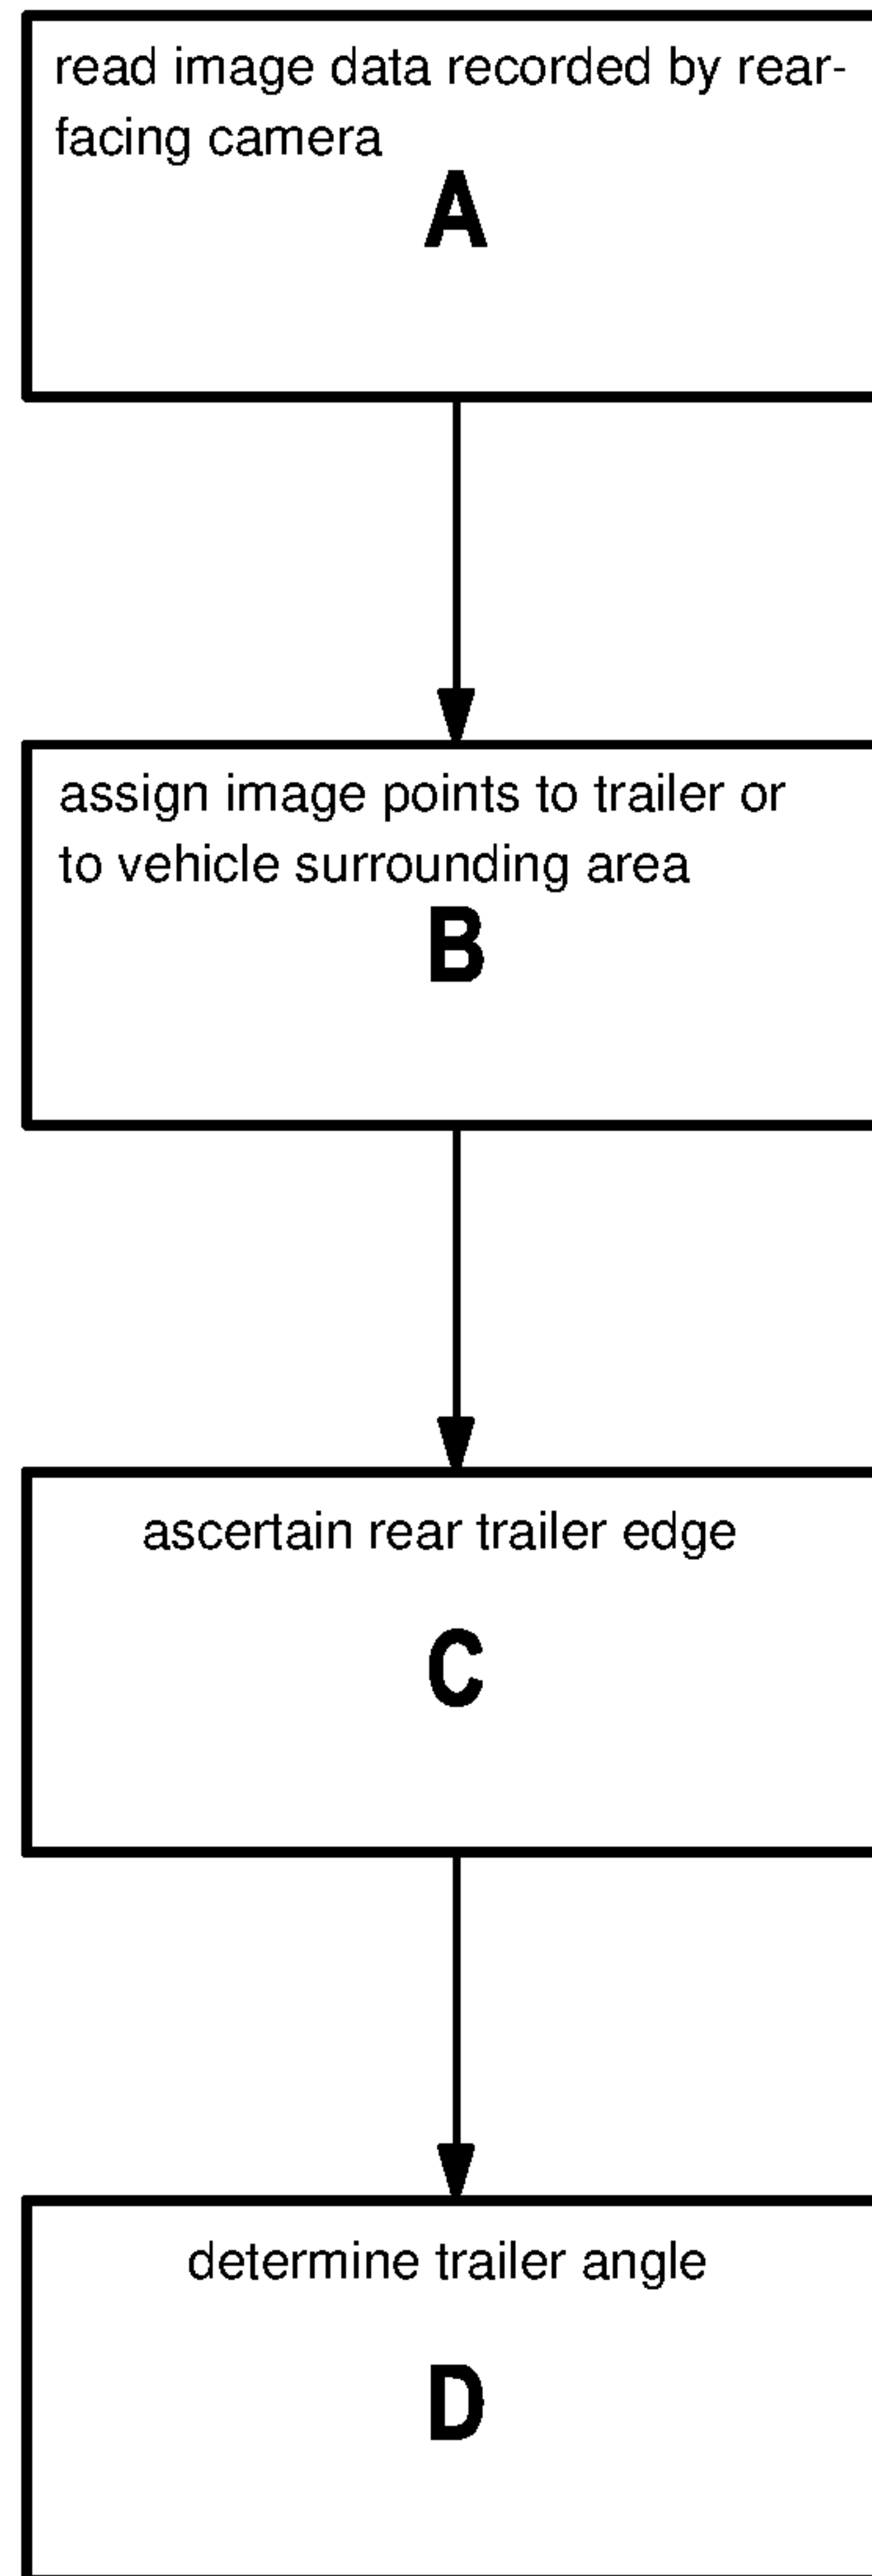 read image data recorded by rear-
facing camera
A
assign image points to trailer or
to vehicle surrounding area
B
ascertain rear trailer edge
C
determine trailer angle
D